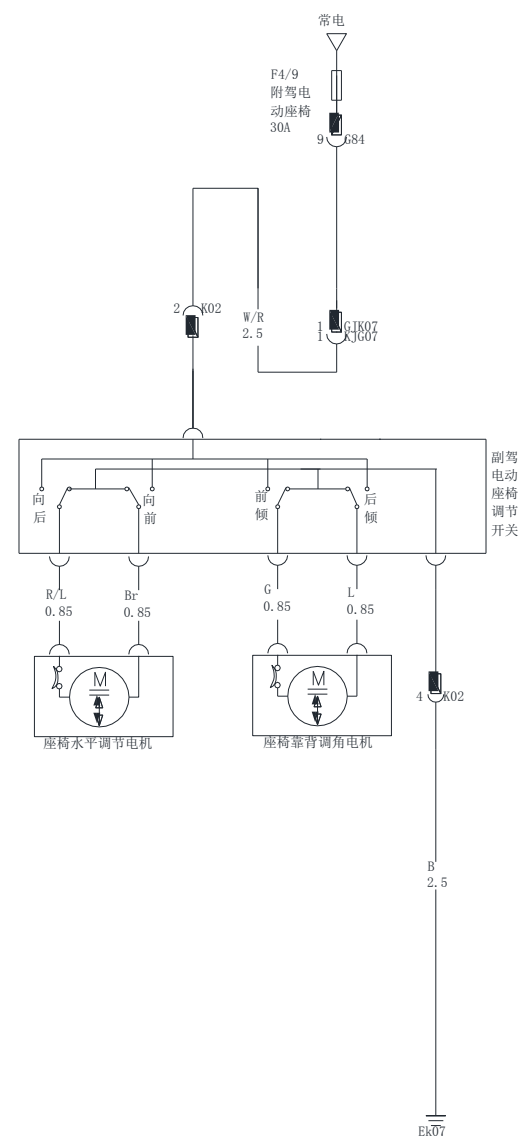 常电
F4/9
附驾电
动座椅
30A
9 G84
2 K02
W/R
2.5
1 GJK07
1 KJG07
副驾
电动
座椅
调节
开关
向
后
向
前
前
倾
后
倾
R/L
0.85
Br
0.85
G
0.85
L
0.85
M
M
座椅水平调节电机
座椅靠背调角电机
4 K02
B
2.5
Ek07